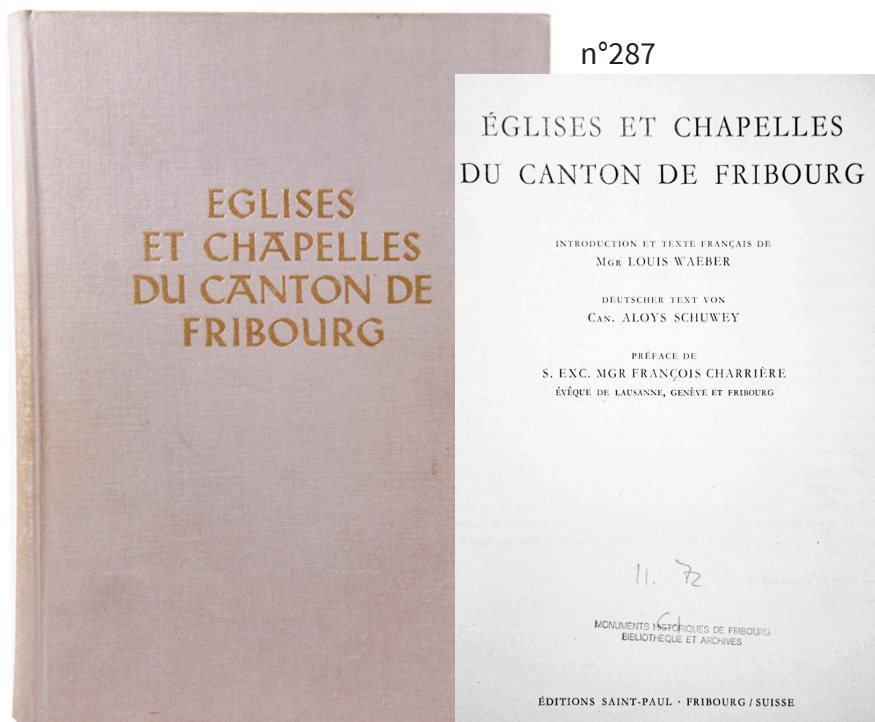 EGLISES
ET CHAPELLES
DU CANTON DE
FRIBOURG
n°287
ÉGLISES ET CHAPELLES
DU CANTON DE FRIBOURG
INTRODUCTION ET TEXTE FRANÇAIS DE
Mgr LOUIS WAEBER
DEUTSCHER TEXT VON
Can. ALOYS SCHUWEY
PRÉFACE DE
S. EXC. MGR FRANÇOIS CHARRIÈRE
ÉVÊQUE DE LAUSANNE, GENÈVE ET FRIBOURG
11. 72
MONUMENTS HISTORIQUES DE FRIBOURG
BIBLIOTHÈQUE ET ARCHIVES
ÉDITIONS SAINT-PAUL · FRIBOURG / SUISSE